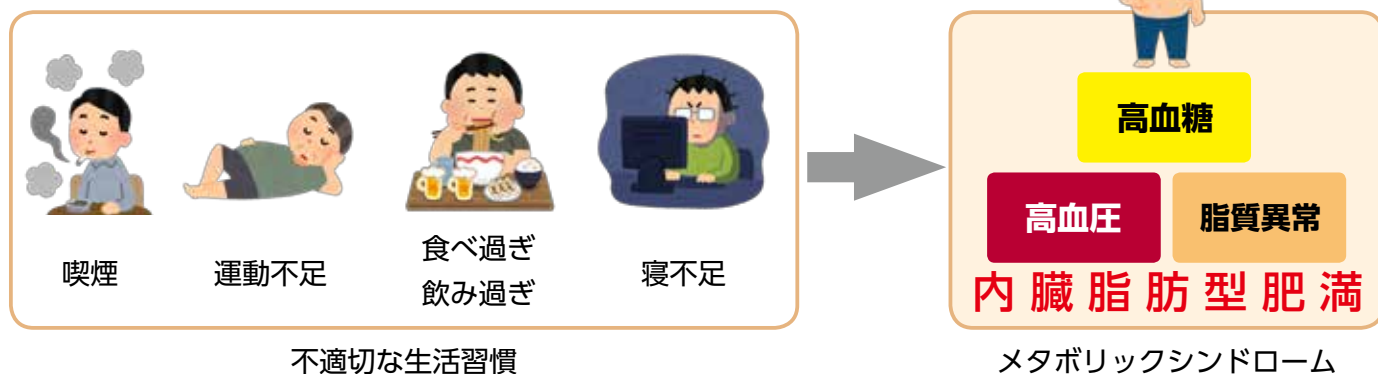 喫煙
運動不足
食べ過ぎ
飲み過ぎ
寝不足
不適切な生活習慣
高血糖
高血圧
脂質異常
内臓脂肪型肥満
メタボリックシンドローム